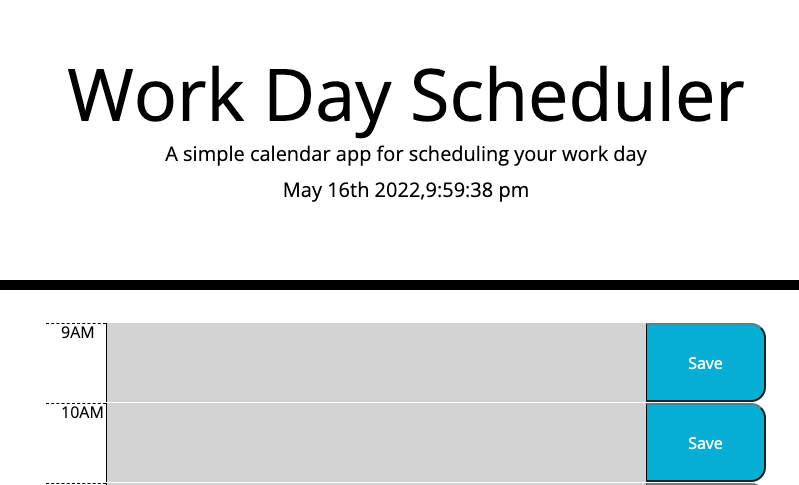 Work Day Scheduler
A simple calendar app for scheduling your work day
May 16th 2022,9:59:38 pm
9AM
Save
10AM
Save